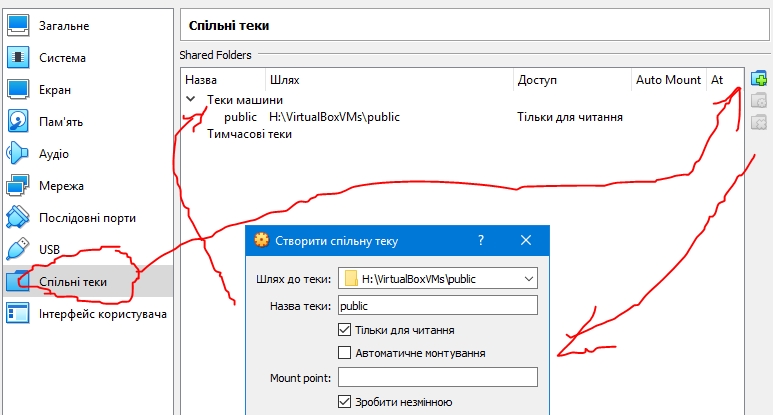 Загальне
Система
Екран
Пам'ять
Аудіо
Мережа
Послідовні порти
USB
Спільні теки
Інтерфейс користувача
Спільні теки
Shared Folders
Назва Шлях Доступ Auto Mount At
Теки машини
public H:\VirtualBoxVMs\public Тільки для читання
Тимчасові теки
Створити спільну теку ?
Шлях до теки: H:\VirtualBoxVMs\public
Назва теки: public
Тільки для читання
Автоматичне монтування
Mount point:
Зробити незмінною